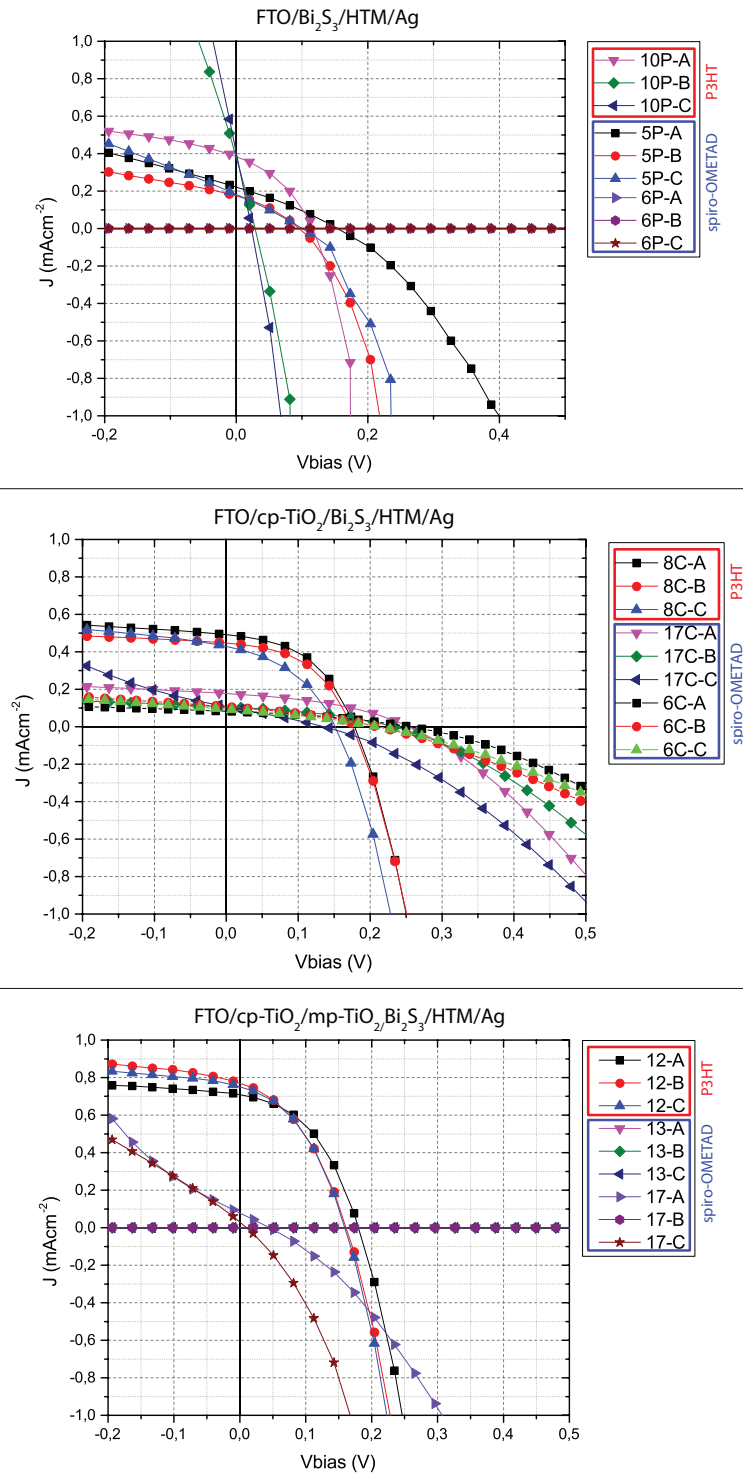 FTO/Bi2S3/HTM/Ag
1,0
0,8
0,6
0,4
0,2
0,0
-0,2
-0,4
-0,6
-0,8
-1,0
J (mAcm-2)
-0,2
0,0
0,2
0,4
Vbias (V)
10P-A
10P-B
10P-C
P3HT
5P-A
5P-B
5P-C
6P-A
6P-B
6P-C
spiro-OMETAD
FTO/cp-TiO2/Bi2S3/HTM/Ag
1,0
0,8
0,6
0,4
0,2
0,0
-0,2
-0,4
-0,6
-0,8
-1,0
J (mAcm-2)
-0,2
-0,1
0,0
0,1
0,2
0,3
0,4
0,5
Vbias (V)
8C-A
8C-B
8C-C
P3HT
17C-A
17C-B
17C-C
6C-A
6C-B
6C-C
spiro-OMETAD
FTO/cp-TiO2/mp-TiO2/Bi2S3/HTM/Ag
1,0
0,8
0,6
0,4
0,2
0,0
-0,2
-0,4
-0,6
-0,8
-1,0
J (mAcm-2)
-0,2
-0,1
0,0
0,1
0,2
0,3
0,4
0,5
Vbias (V)
12-A
12-B
12-C
P3HT
13-A
13-B
13-C
17-A
17-B
17-C
spiro-OMETAD